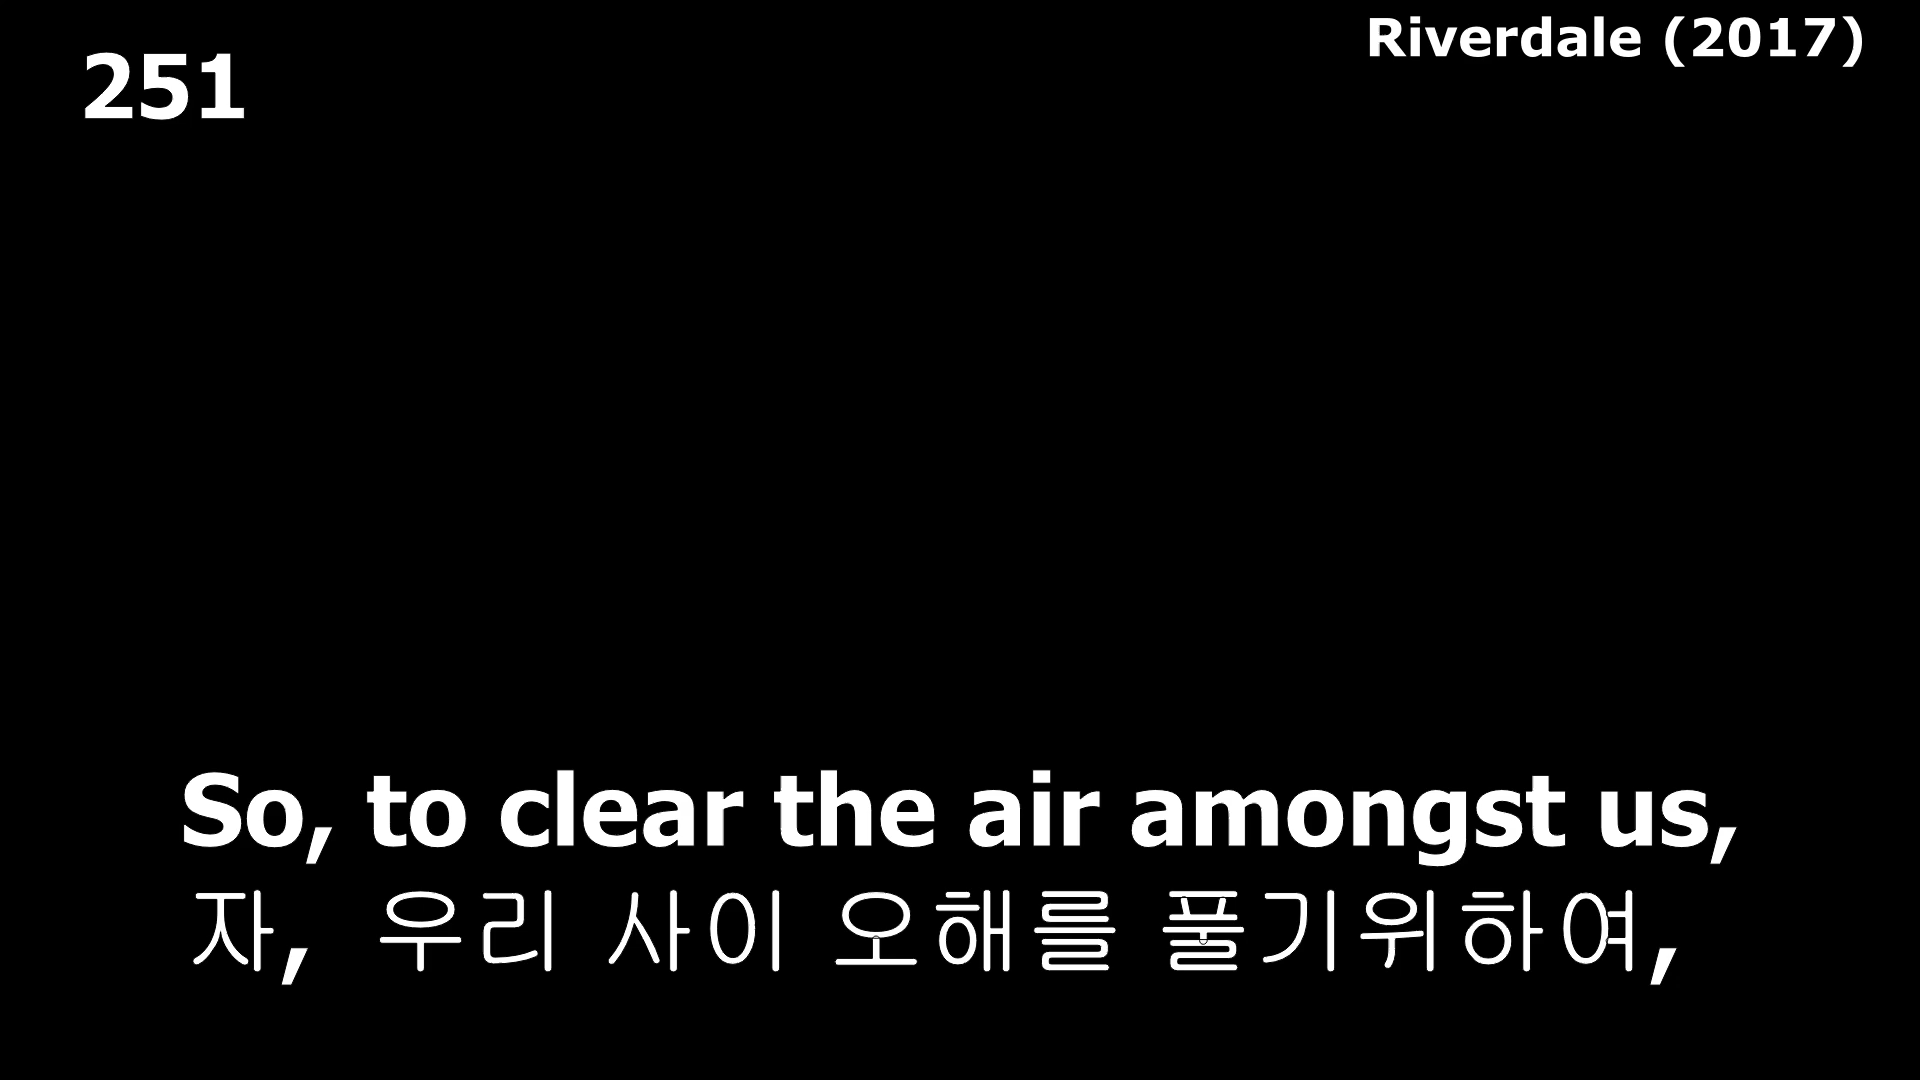 Riverdale (2017)
251
So, to clear the air amongst us,
자, 우리 사이 오해를 풀기위하여,